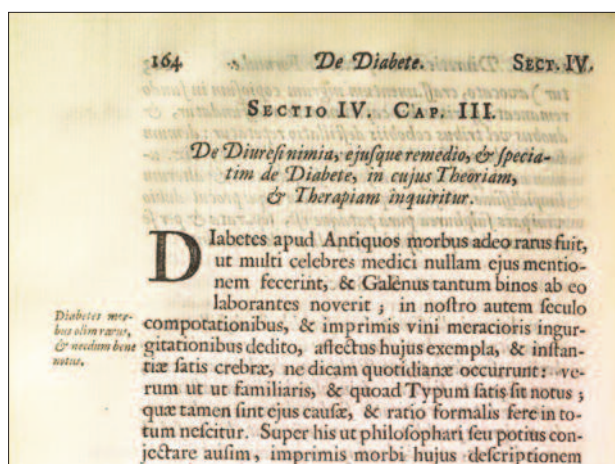 164 De Diabete. SECT. IV.
SECTIO IV. CAP. III.
De Diuresi nimia, ejusque remedio, & specia-
tim de Diabete, in cujus Theoriam,
& Therapiam inquiritur.
DIabetes apud Antiquos morbus adeo rarus fuit,
ut multi celebres medici nullam ejus mentio-
nem fecerint, & Galenus tantum binos ab eo
laborantes noverit ; in nostro autem seculo
Diabetes mor-
bus olim rarus,
& necdum bene
notus.
compotationibus, & imprimis vini meracioris ingur-
gitationibus dedito, affectus hujus exempla, & instan-
tiæ satis crebræ, ne dicam quotidianæ occurrunt: ve-
rum ut ut familiaris, & quoad Typum satis sit notus ;
quæ tamen sint ejus causæ, & ratio formalis fere in to-
tum nescitur. Super his ut philosophari seu potius con-
jectare ausim, imprimis morbi hujus descriptionem